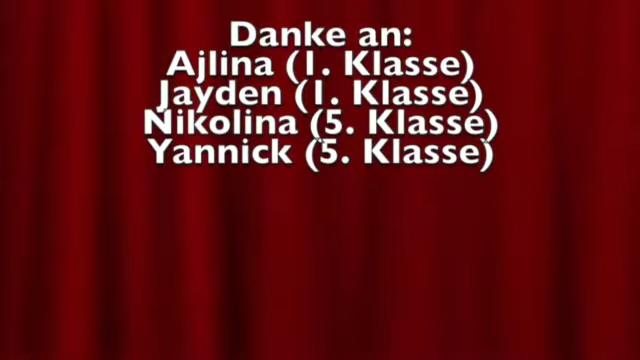 Danke an:
Ajlina (1. Klasse)
Jayden (1. Klasse)
Nikolina (5. Klasse)
Yannick (5. Klasse)